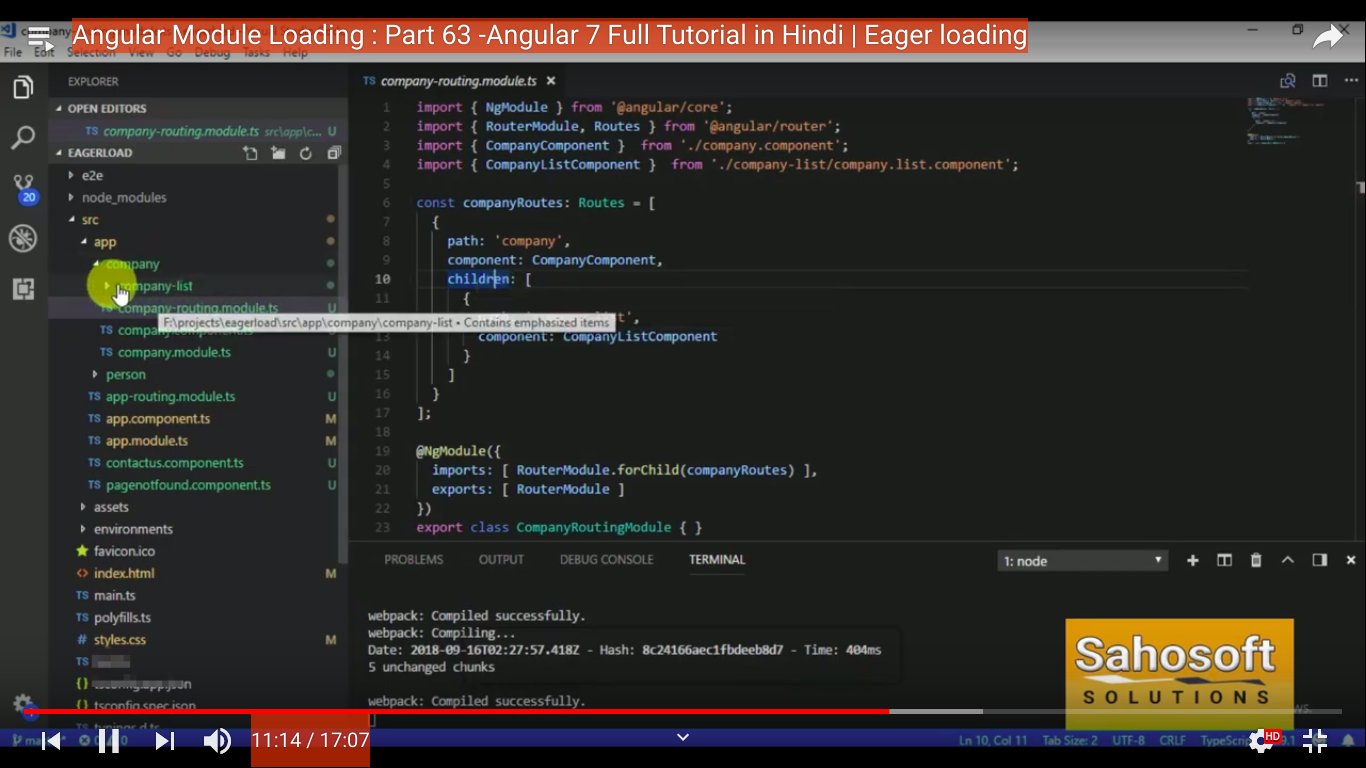 Angular Module Loading : Part 63 -Angular 7 Full Tutorial in Hindi | Eager loading
File Edit Selection View Go Debug Tasks Help
EXPLORER
OPEN EDITORS
TS company-routing.module.ts src\app\c... U
EAGERLOAD
e2e
node_modules
src
app
company
company-list
company-routing.module.ts U
F:\projects\eagerload\src\app\company\company-list • Contains emphasized items
company.module.ts U
person
TS app-routing.module.ts U
TS app.component.ts M
TS app.module.ts M
TS contactus.component.ts U
TS pagenotfound.component.ts U
assets
environments
favicon.ico
<> index.html M
TS main.ts
TS polyfills.ts
# styles.css M
TS
{} tsconfig.app.json
{} tsconfig.spec.json
20
TS company-routing.module.ts ×
1 import { NgModule } from '@angular/core';
2 import { RouterModule, Routes } from '@angular/router';
3 import { CompanyComponent } from './company.component';
4 import { CompanyListComponent } from './company-list/company.list.component';
5
6 const companyRoutes: Routes = [
7 {
8 path: 'company',
9 component: CompanyComponent,
10 children: [
11 {
13 component: CompanyListComponent
14 }
15 ]
16 }
17 ];
18
19 @NgModule({
20 imports: [ RouterModule.forChild(companyRoutes) ],
21 exports: [ RouterModule ]
22 })
23 export class CompanyRoutingModule { }
PROBLEMS OUTPUT DEBUG CONSOLE TERMINAL
1: node
webpack: Compiled successfully.
webpack: Compiling...
Date: 2018-09-16T02:27:57.418Z - Hash: 8c24166aec1fbdeeb8d7 - Time: 404ms
5 unchanged chunks
webpack: Compiled successfully.
Sahosoft
SOLUTIONS
11:14 / 17:07
HD
Ln 10, Col 11 Tab Size: 2 UTF-8 CRLF